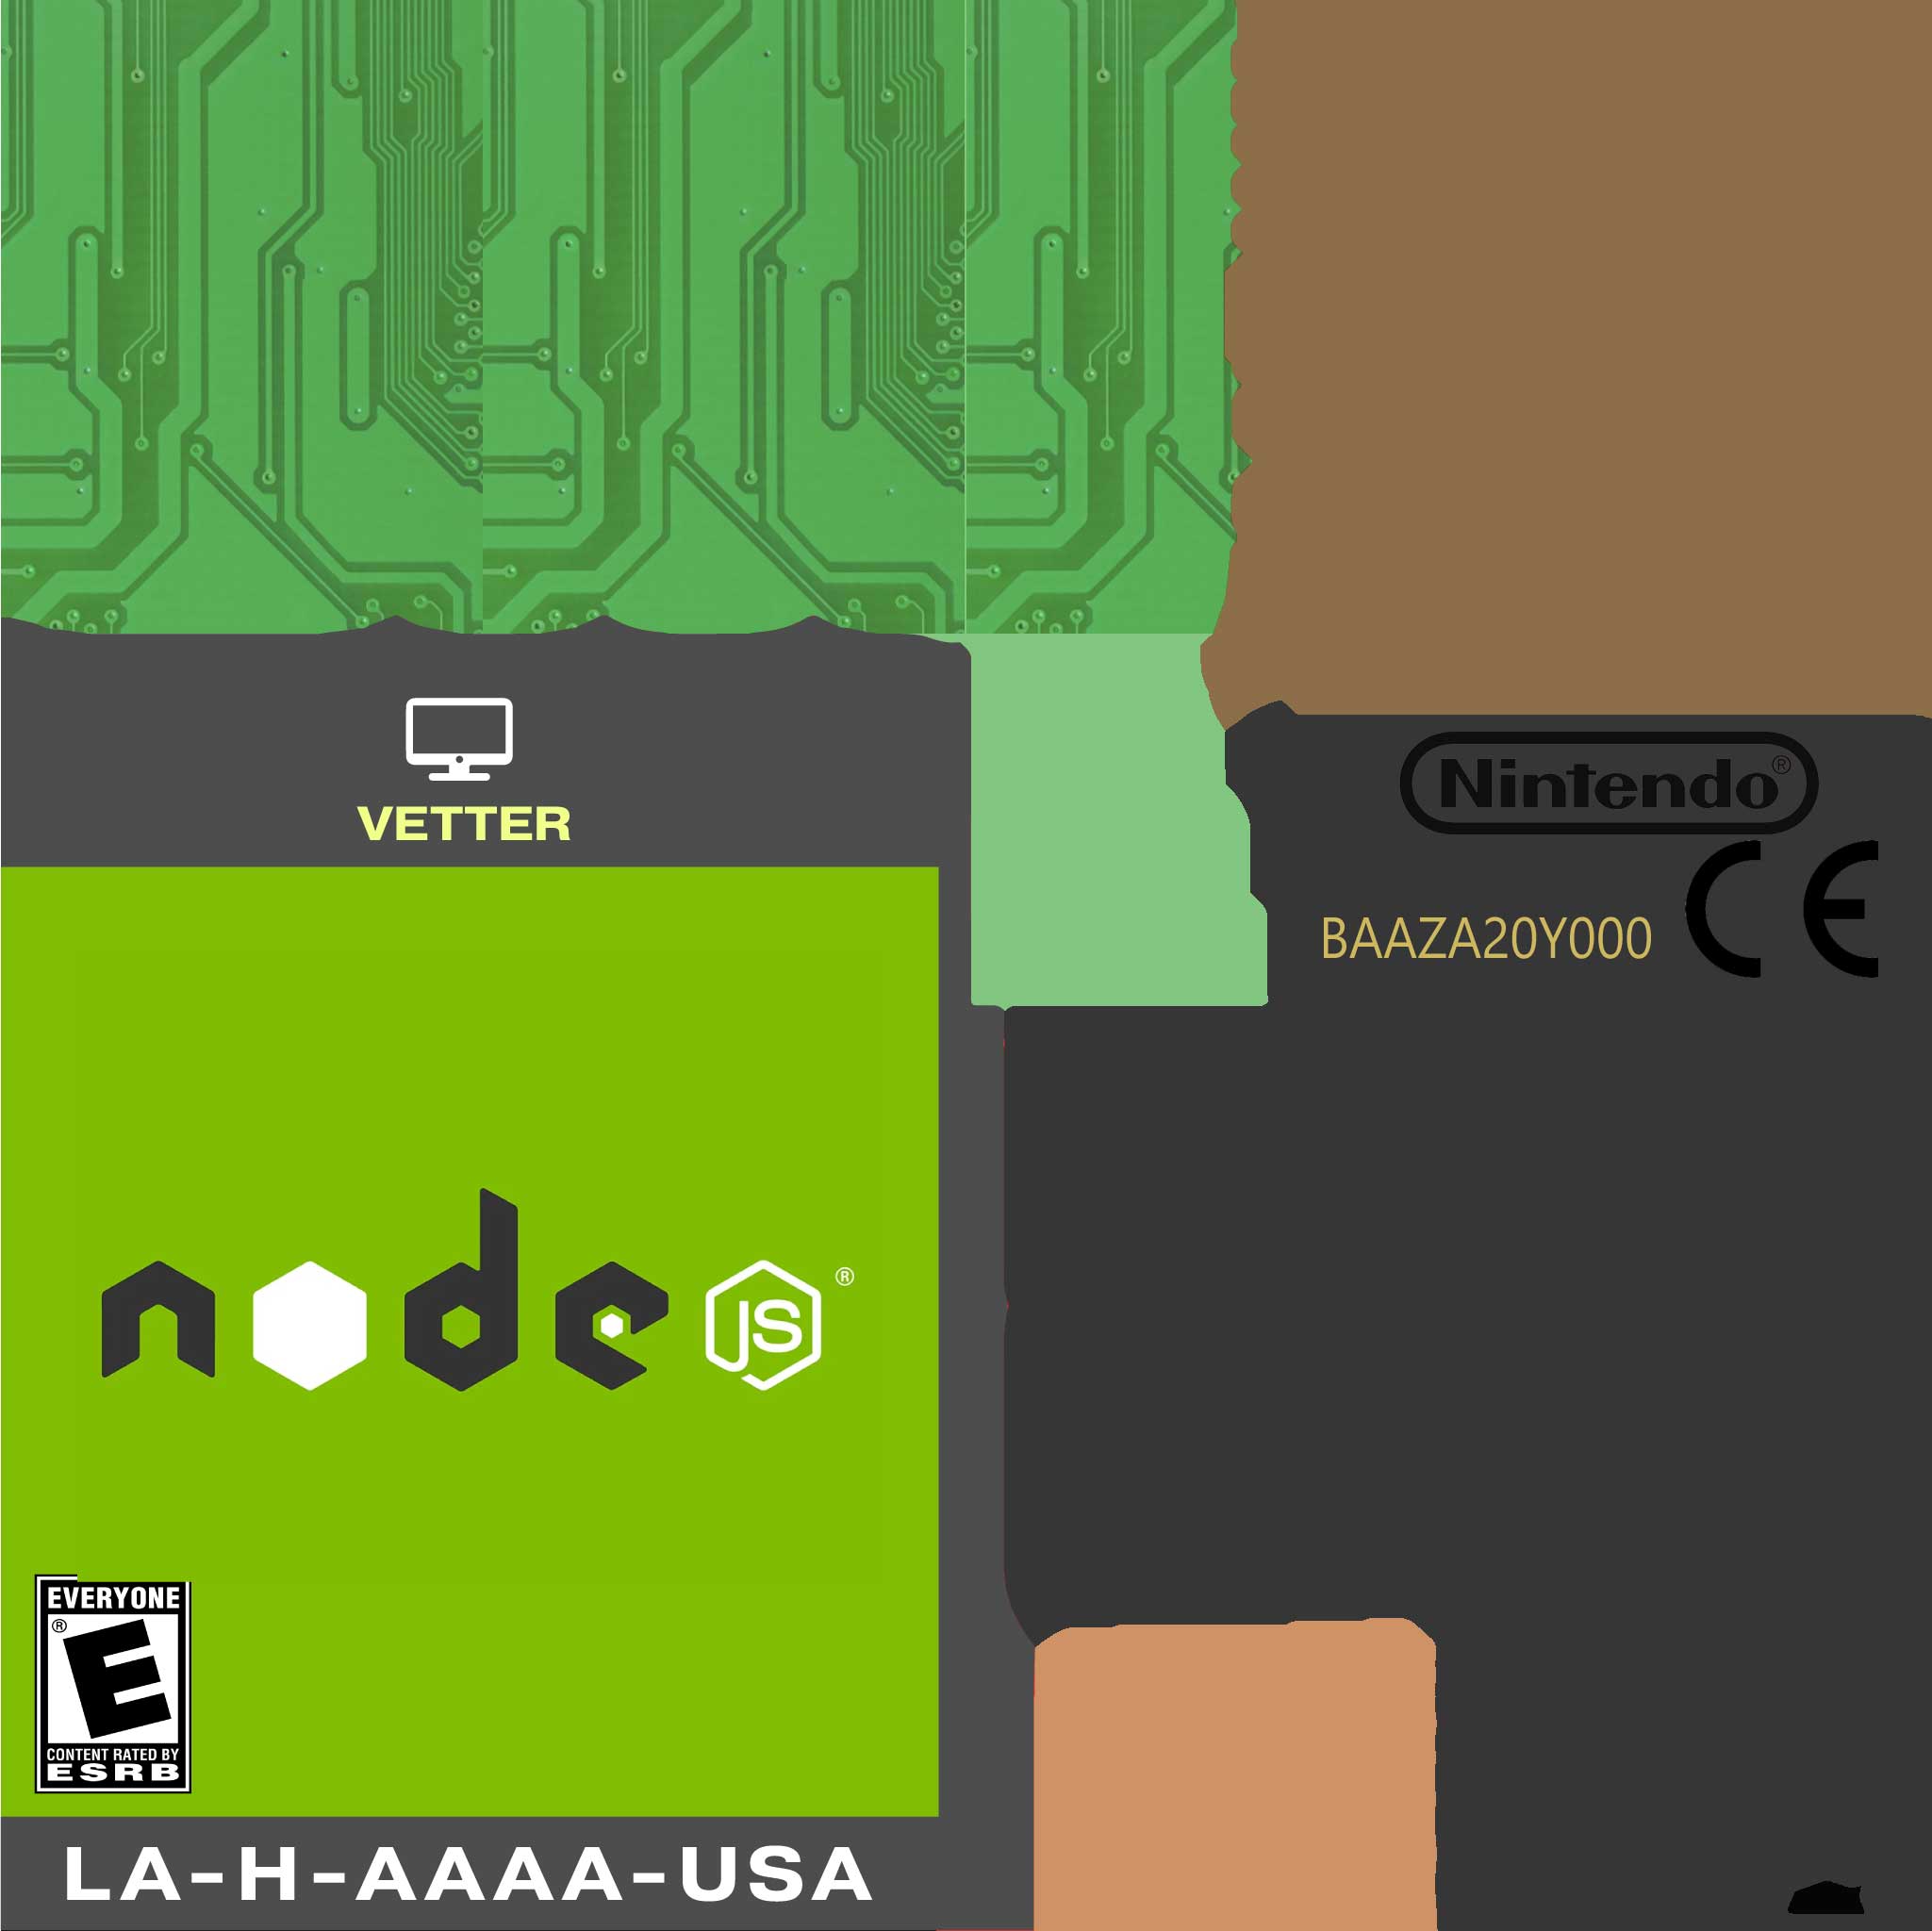 VETTER
node JS ®
EVERYONE
®
E
CONTENT RATED BY
ESRB
LA-H-AAAA-USA
Nintendo®
CE
BAAZA20Y000